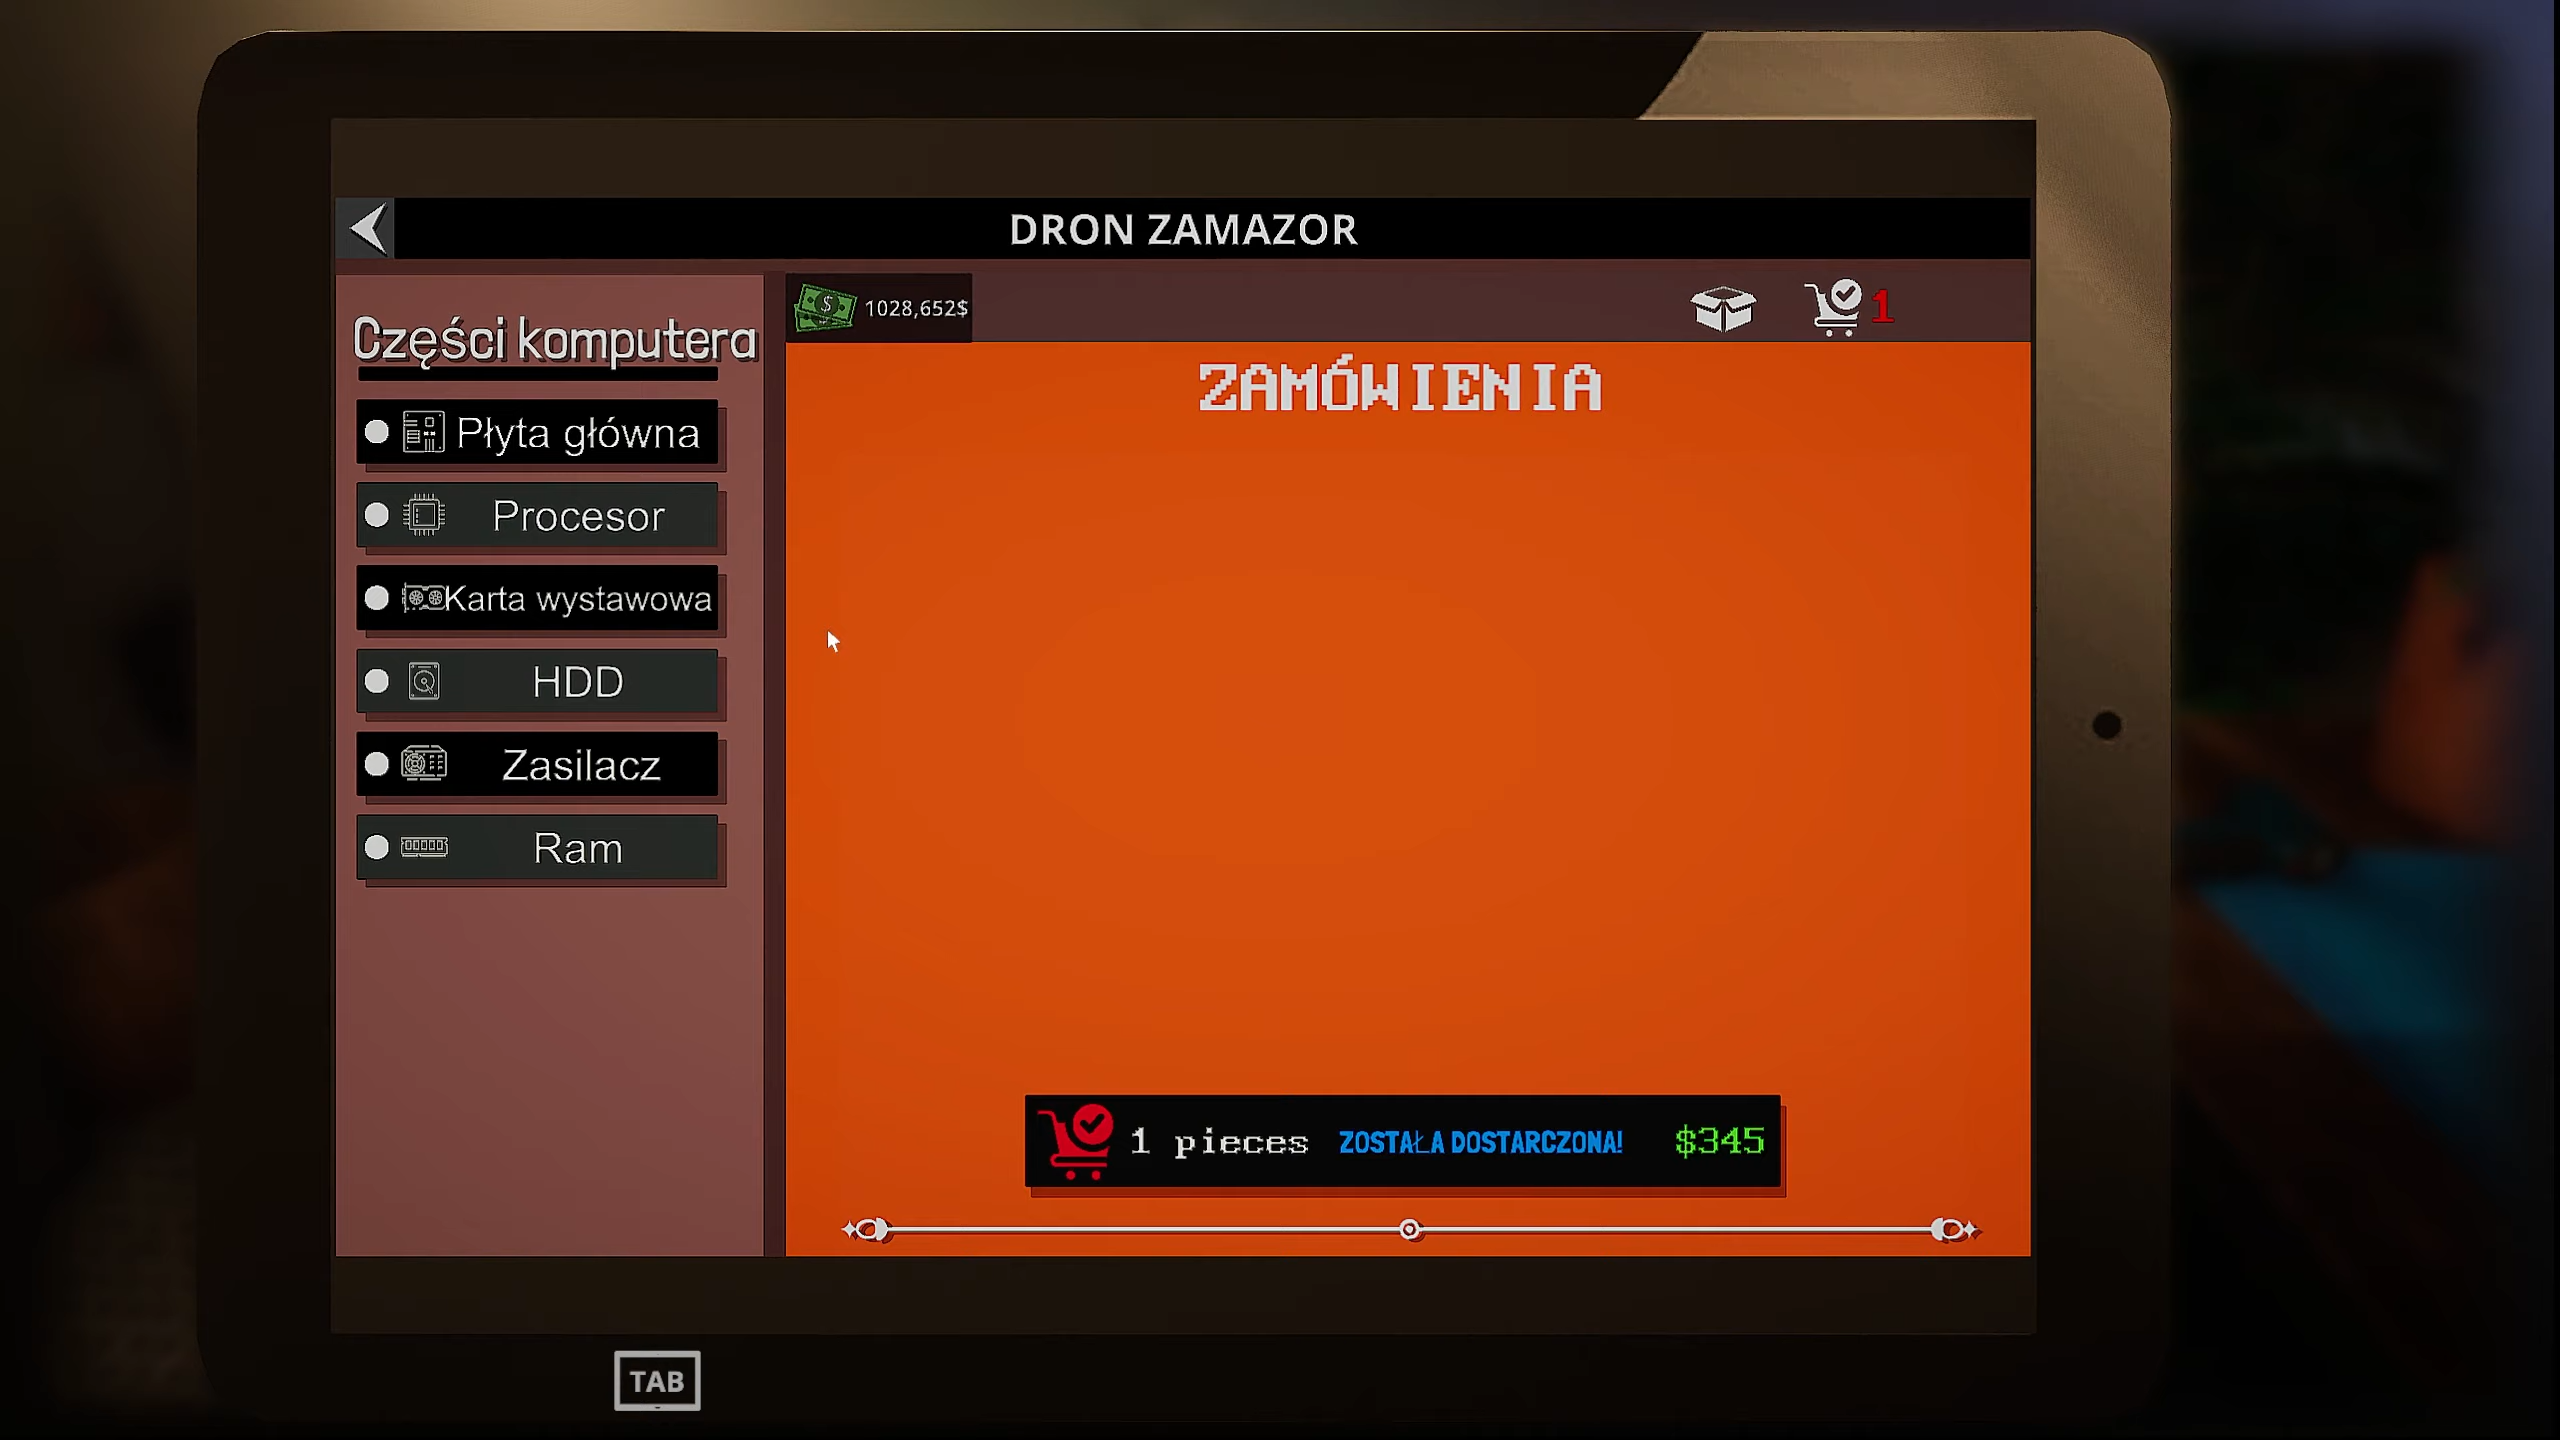 DRON ZAMAZOR
Części komputera
Płyta główna
Procesor
Karta wystawowa
HDD
Zasilacz
Ram
1028,652$
1
ZAMÓWIENIA
1 pieces ZOSTAŁA DOSTARCZONA! $345
TAB